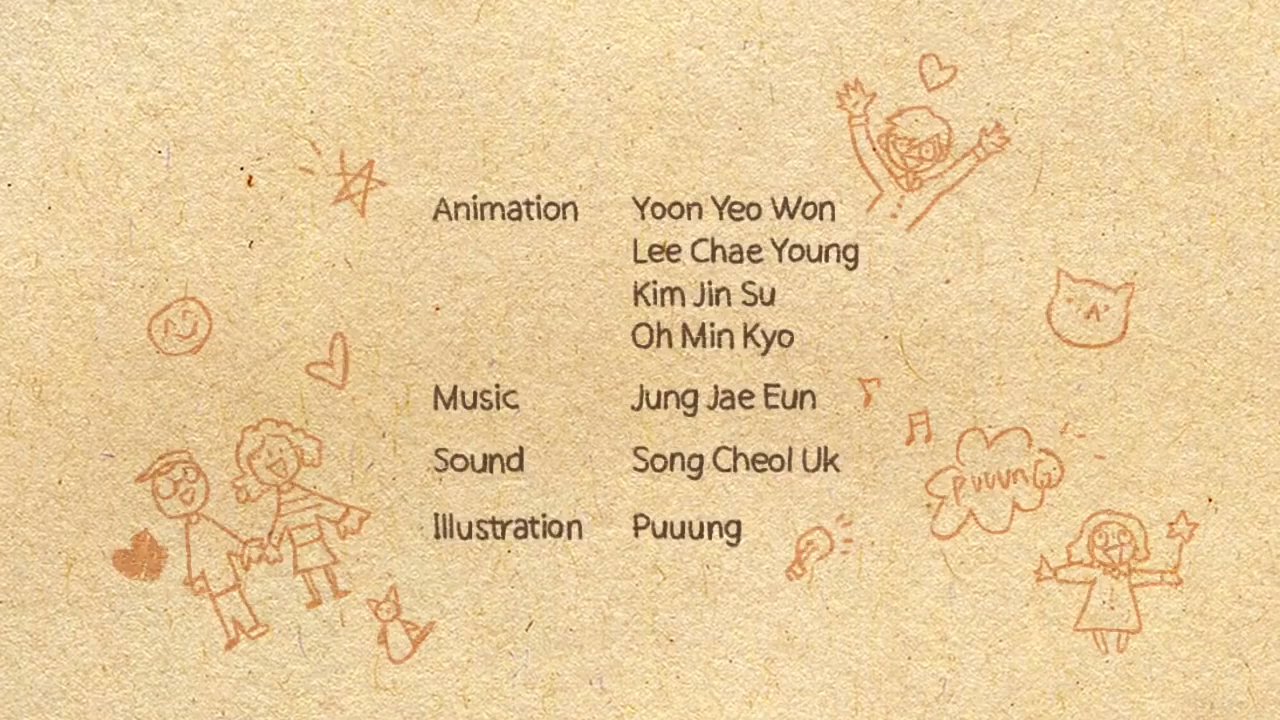 Animation Yoon Yeo Won
Lee Chae Young
Kim Jin Su
Oh Min Kyo
Music Jung Jae Eun
Sound Song Cheol Uk
Illustration Puuung
puuung